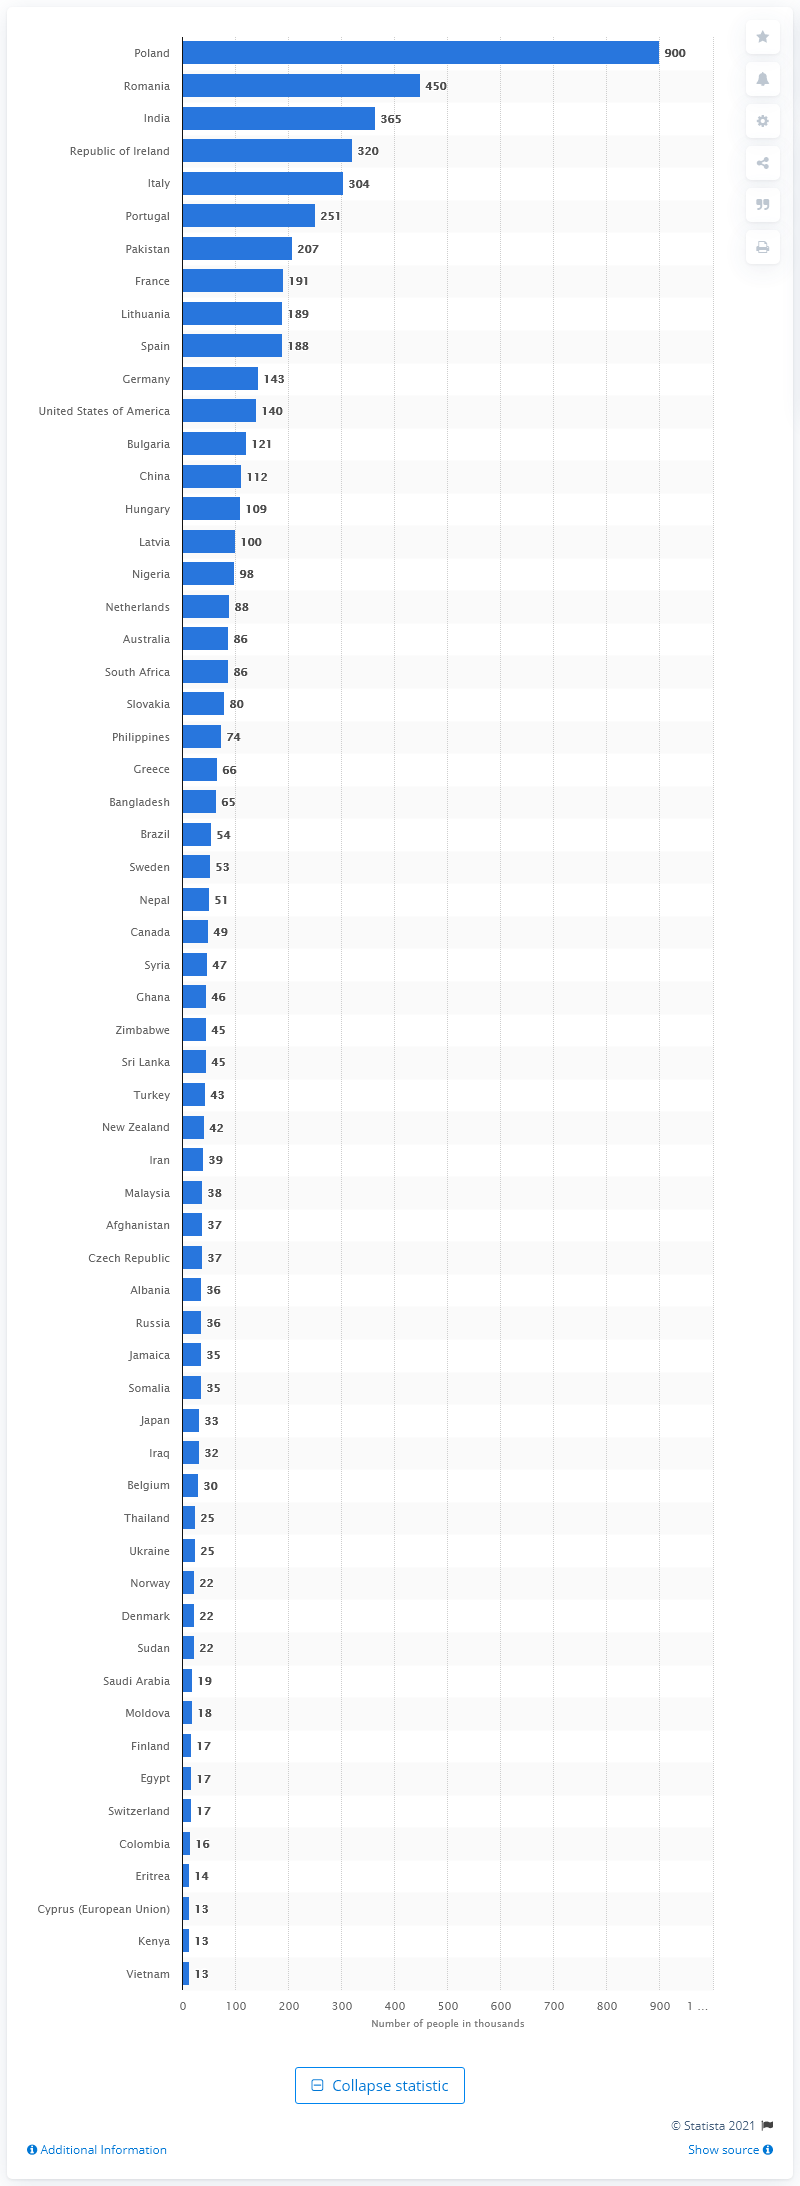 Poland 900
Romania 450
India 365
Republic of Ireland 320
Italy 304
Portugal 251
Pakistan 207
France 191
Lithuania 189
Spain 188
Germany 143
United States of America 140
Bulgaria 121
China 112
Hungary 109
Latvia 100
Nigeria 98
Netherlands 88
Australia 86
South Africa 86
Slovakia 80
Philippines 74
Greece 66
Bangladesh 65
Brazil 54
Sweden 53
Nepal 51
Canada 49
Syria 47
Ghana 46
Zimbabwe 45
Sri Lanka 45
Turkey 43
New Zealand 42
Iran 39
Malaysia 38
Afghanistan 37
Czech Republic 37
Albania 36
Russia 36
Jamaica 35
Somalia 35
Japan 33
Iraq 32
Belgium 30
Thailand 25
Ukraine 25
Norway 22
Denmark 22
Sudan 22
Saudi Arabia 19
Moldova 18
Finland 17
Egypt 17
Switzerland 17
Colombia 16
Eritrea 14
Cyprus (European Union) 13
Kenya 13
Vietnam 13
0 100 200 300 400 500 600 700 800 900 1 ...
Number of people in thousands
Collapse statistic
© Statista 2021
Additional Information Show source